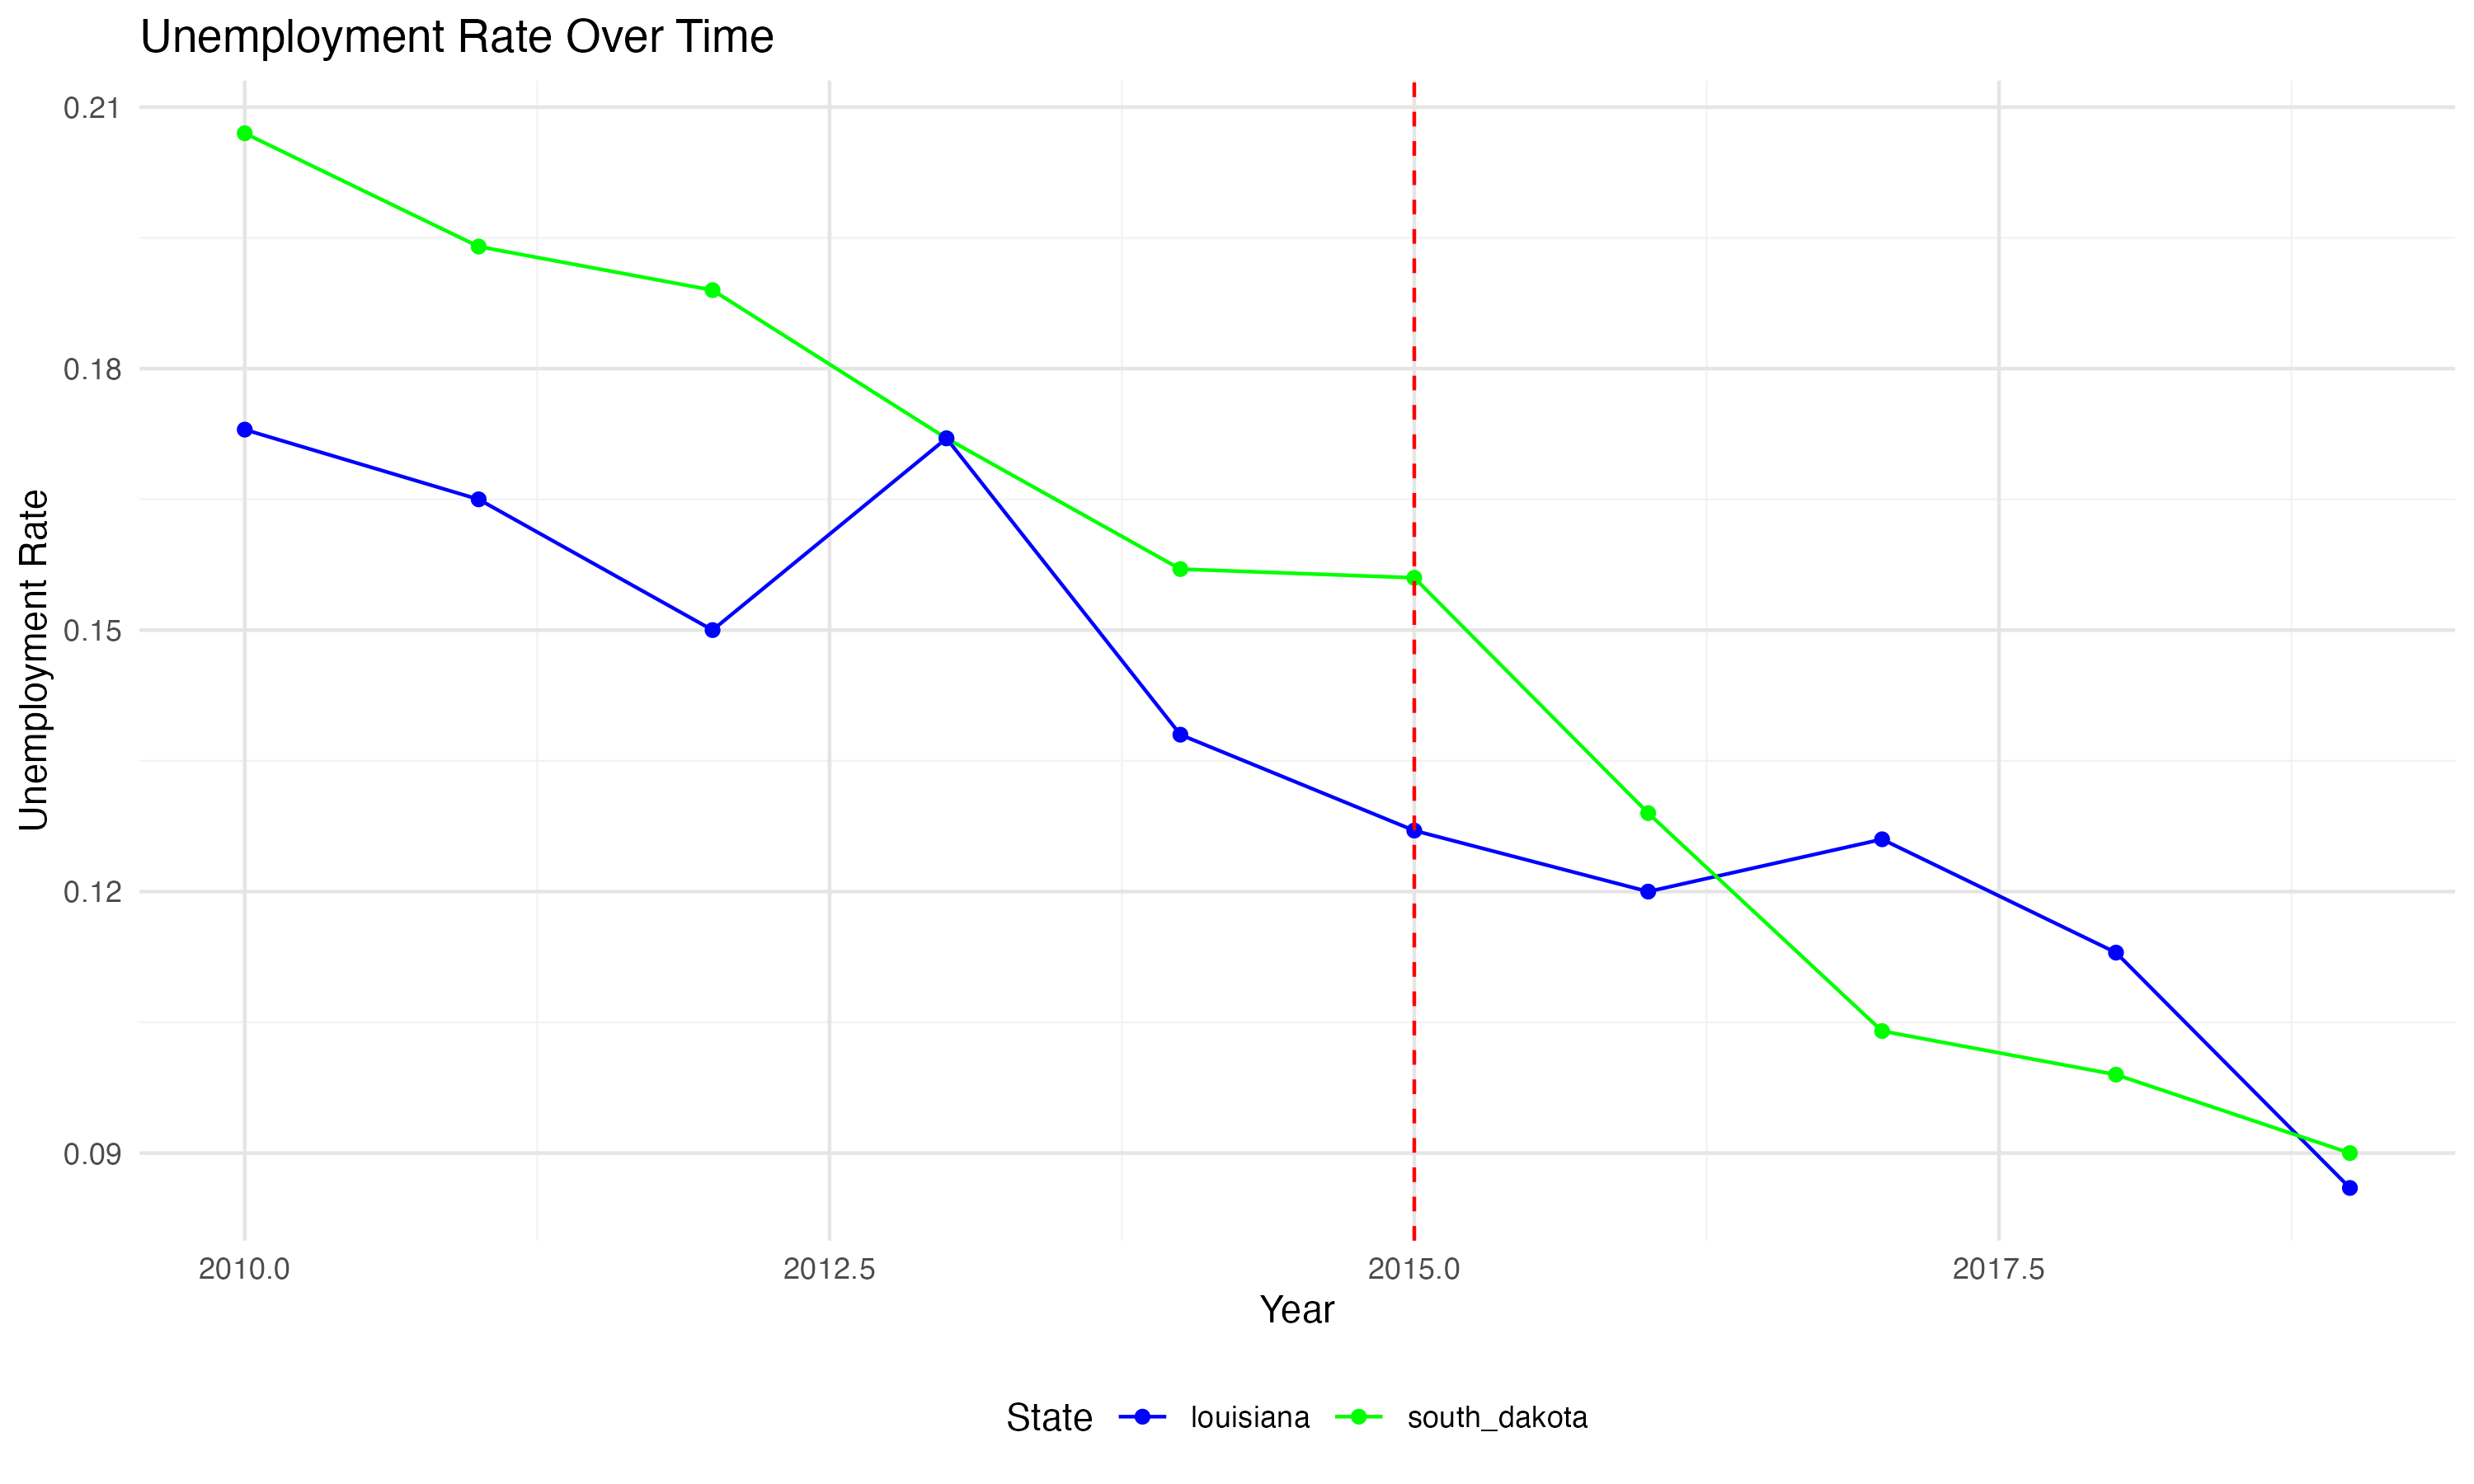 Unemployment Rate Over Time
0.21
0.18
0.15
0.12
0.09
Unemployment Rate
2010.0 2012.5 2015.0 2017.5
Year
State louisiana south_dakota